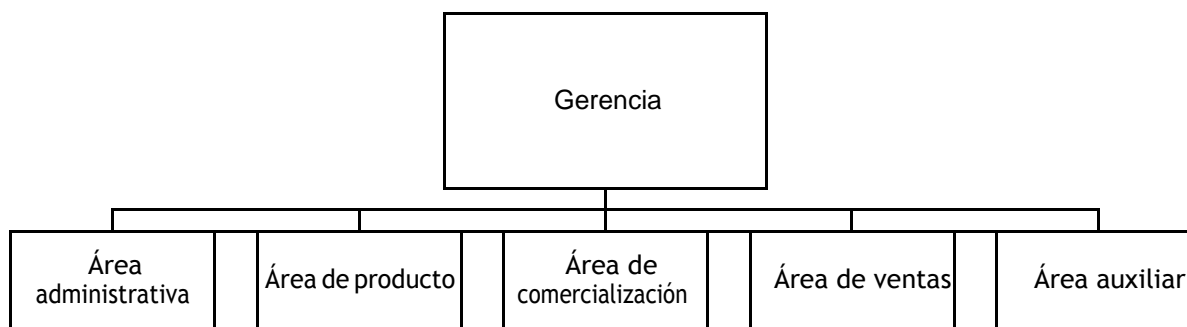 Gerencia
Área
administrativa
Área de producto
Área de
comercialización
Área de ventas
Área auxiliar